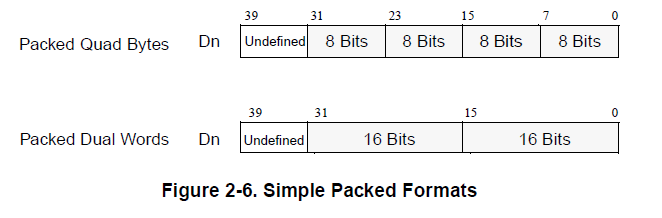 39 31 23 15 7 0
Packed Quad Bytes Dn Undefined 8 Bits 8 Bits 8 Bits 8 Bits
39 31 15 0
Packed Dual Words Dn Undefined 16 Bits 16 Bits
Figure 2-6. Simple Packed Formats